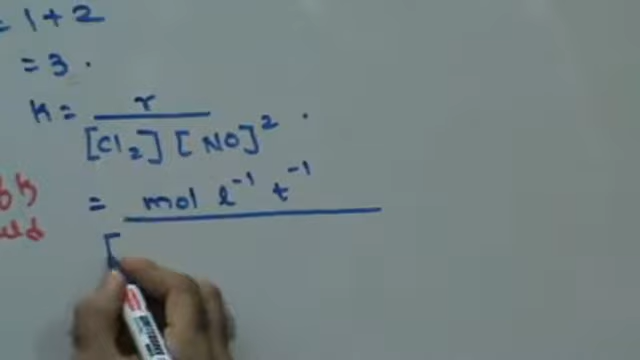 = 1 + 2
= 3 .
k = r
[Cl₂] [NO]² .
= mol l⁻¹ t⁻¹
[